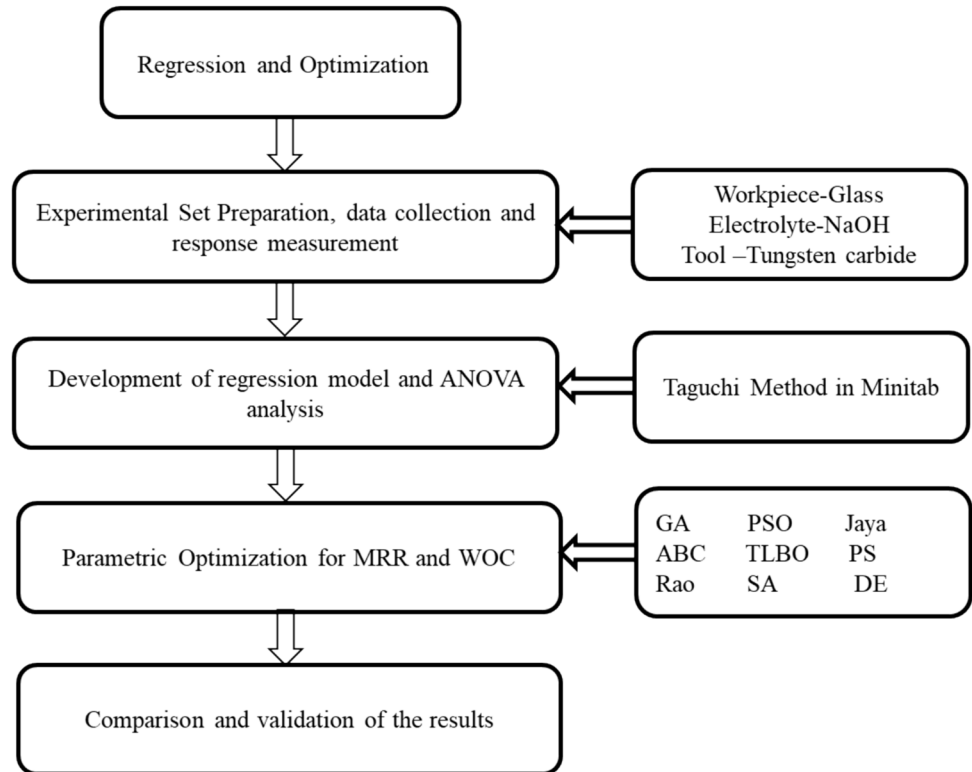 Regression and Optimization
Experimental Set Preparation, data collection and
response measurement
Workpiece-Glass
Electrolyte-NaOH
Tool –Tungsten carbide
Development of regression model and ANOVA
analysis
Taguchi Method in Minitab
Parametric Optimization for MRR and WOC
GA PSO Jaya
ABC TLBO PS
Rao SA DE
Comparison and validation of the results